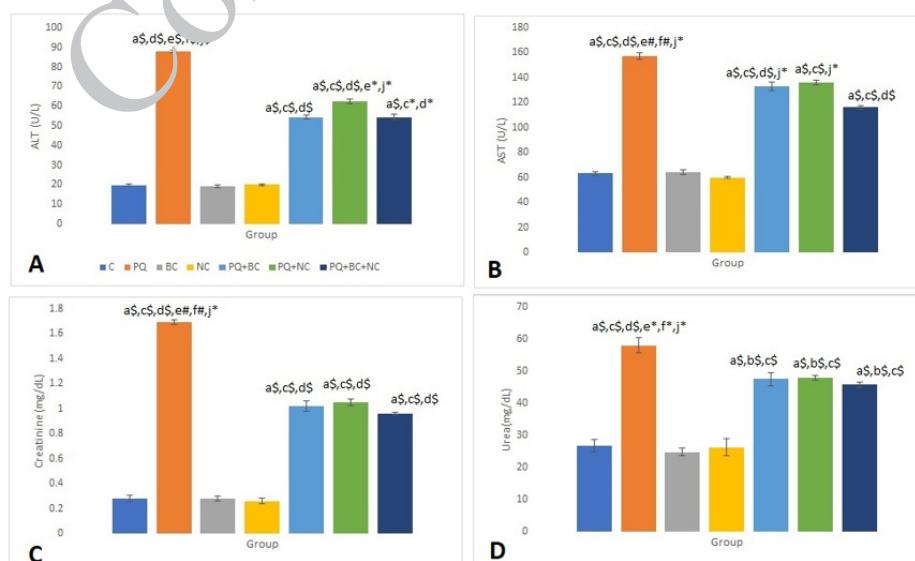 a$,d$,e$,
100
90
80
70
60
50
40
30
20
10
0
ALT (U/L)
a$,c$,d$
a$,c$,d$,e*,j*
a$,c*,d*
Group
A
C PQ BC NC PQ+BC PQ+NC PQ+BC+NC
180
160
140
120
100
80
60
40
20
0
AST (U/L)
a$,c$,d$,e#,f#,j*
a$,c$,d$,j*
a$,c$,j*
a$,c$,d$
Group
B
1.8
1.6
1.4
1.2
1
0.8
0.6
0.4
0.2
0
Creatinine (mg/dL)
a$,c$,d$,e#,f#,j*
a$,c$,d$
a$,c$,d$
a$,c$,d$
Group
C
70
60
50
40
30
20
10
0
Urea(mg/dL)
a$,c$,d$,e*,f*,j*
a$,b$,c$
a$,b$,c$
a$,b$,c$
Group
D